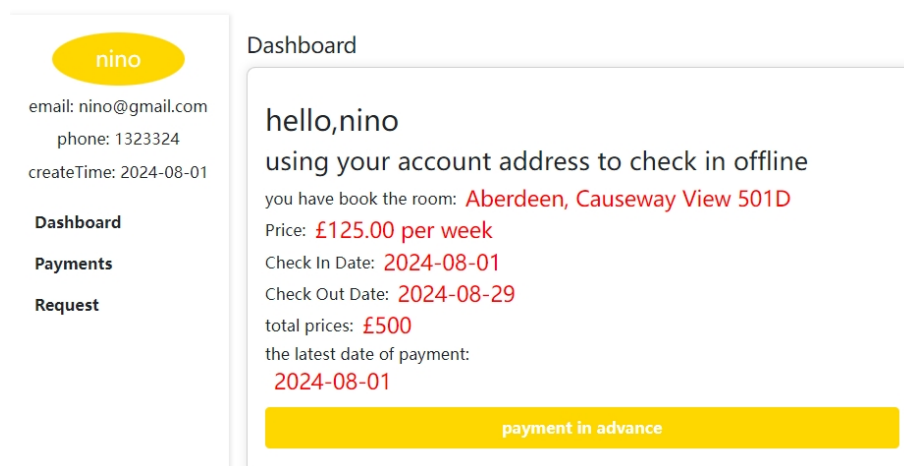 nino
email: nino@gmail.com
phone: 1323324
createTime: 2024-08-01
Dashboard
Payments
Request
Dashboard
hello,nino
using your account address to check in offline
you have book the room: Aberdeen, Causeway View 501D
Price: £125.00 per week
Check In Date: 2024-08-01
Check Out Date: 2024-08-29
total prices: £500
the latest date of payment:
2024-08-01
payment in advance